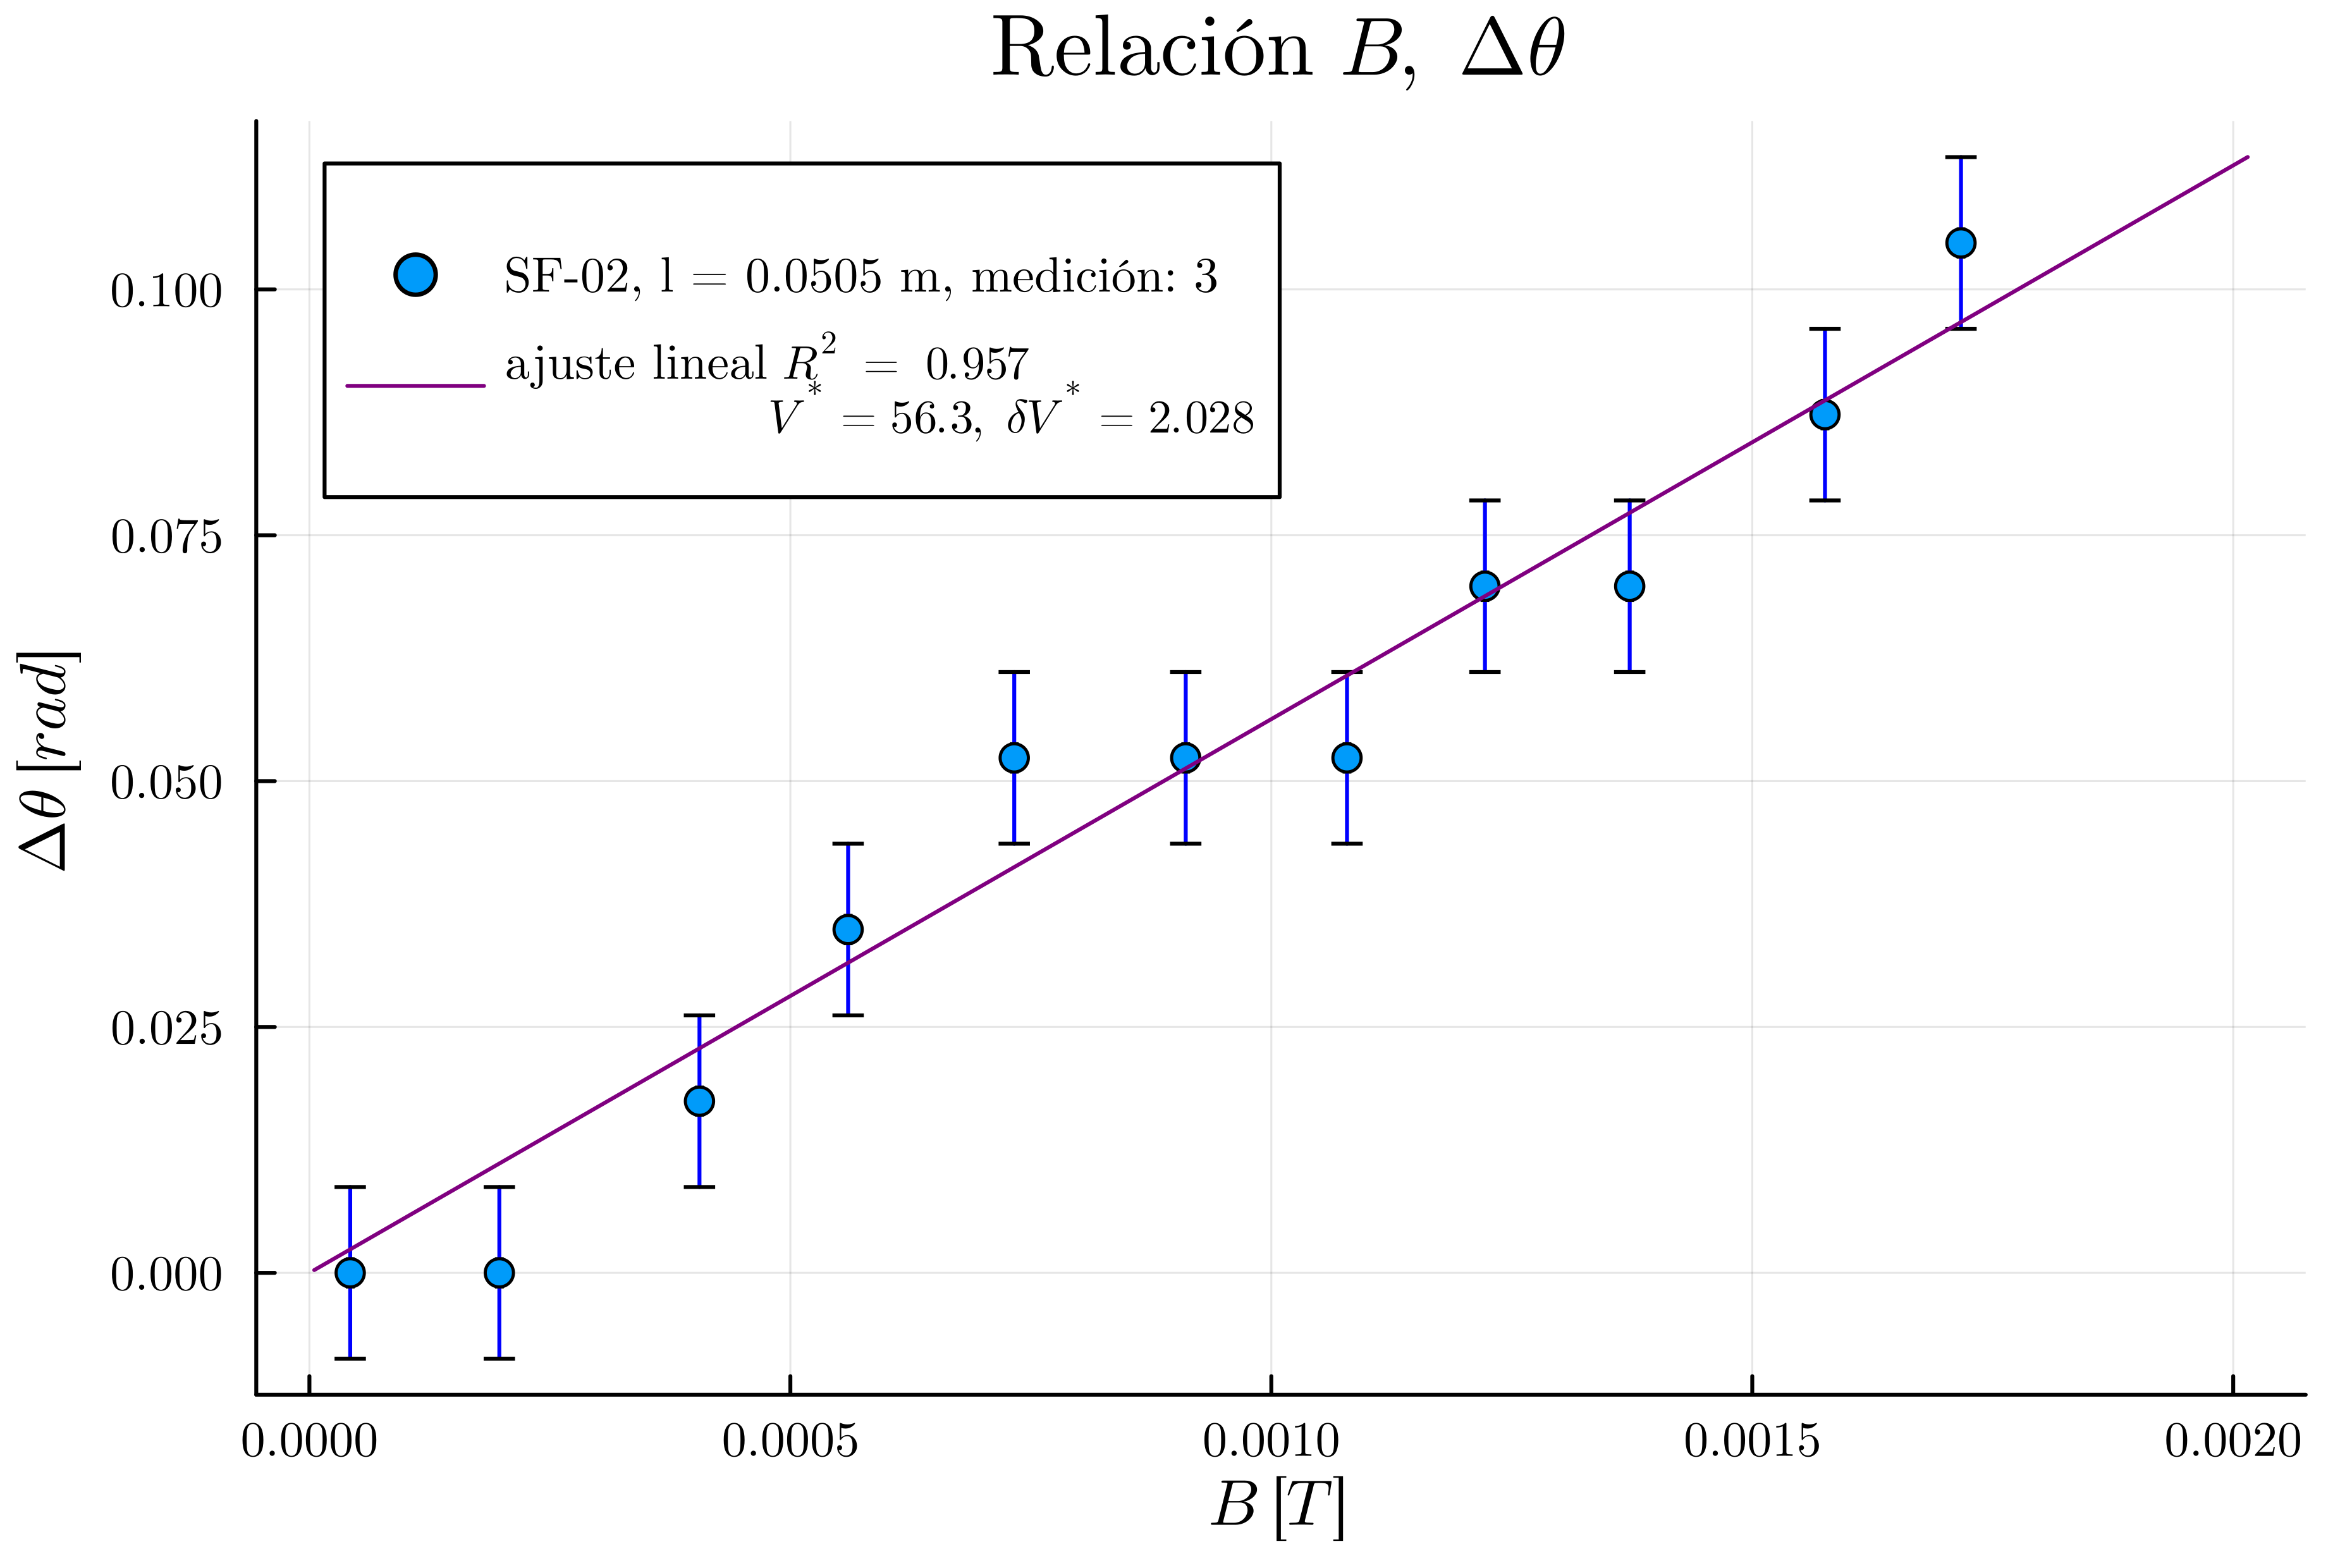 Relación B, Δθ
SF-02, l = 0.0505 m, medición: 3
ajuste lineal R² = 0.957
V* = 56.3, δV* = 2.028
Δθ [rad]
0.100
0.075
0.050
0.025
0.000
0.0000 0.0005 0.0010 0.0015 0.0020
B [T]